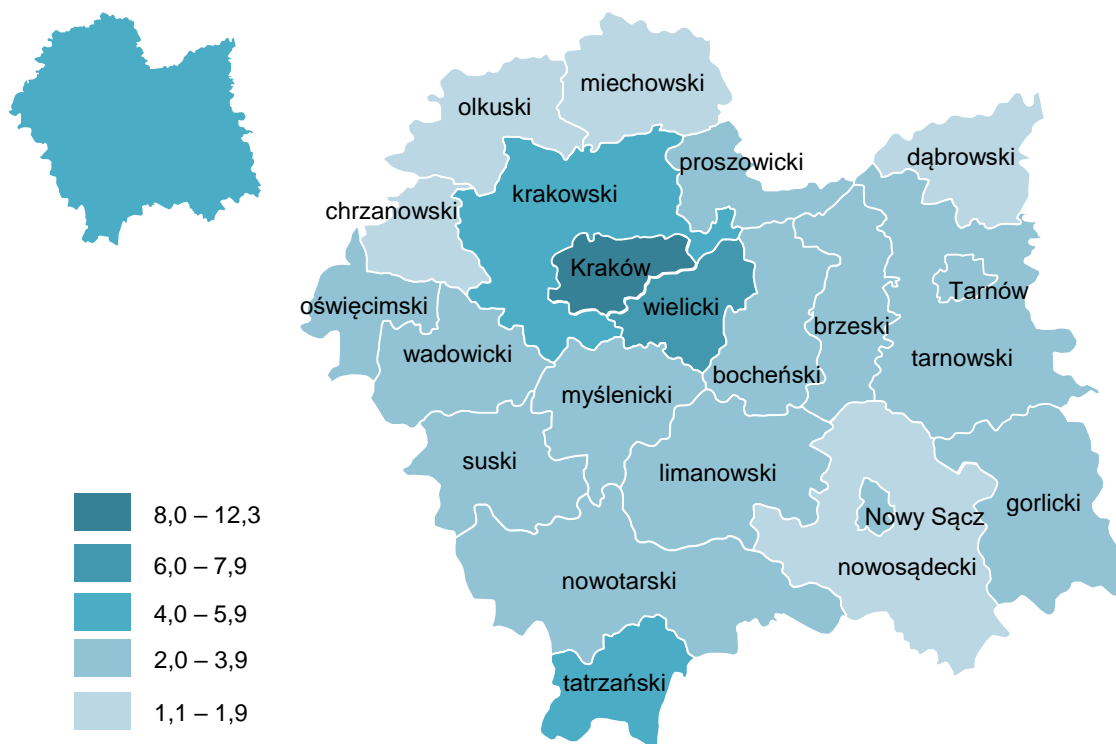 miechowski
olkuski
dąbrowski
proszowicki
krakowski
chrzanowski
Kraków
Tarnów
oświęcimski
wielicki
brzeski
wadowicki
tarnowski
bocheński
myślenicki
suski
limanowski
gorlicki
Nowy Sącz
nowosądecki
nowotarski
tatrzański
8,0 – 12,3
6,0 – 7,9
4,0 – 5,9
2,0 – 3,9
1,1 – 1,9